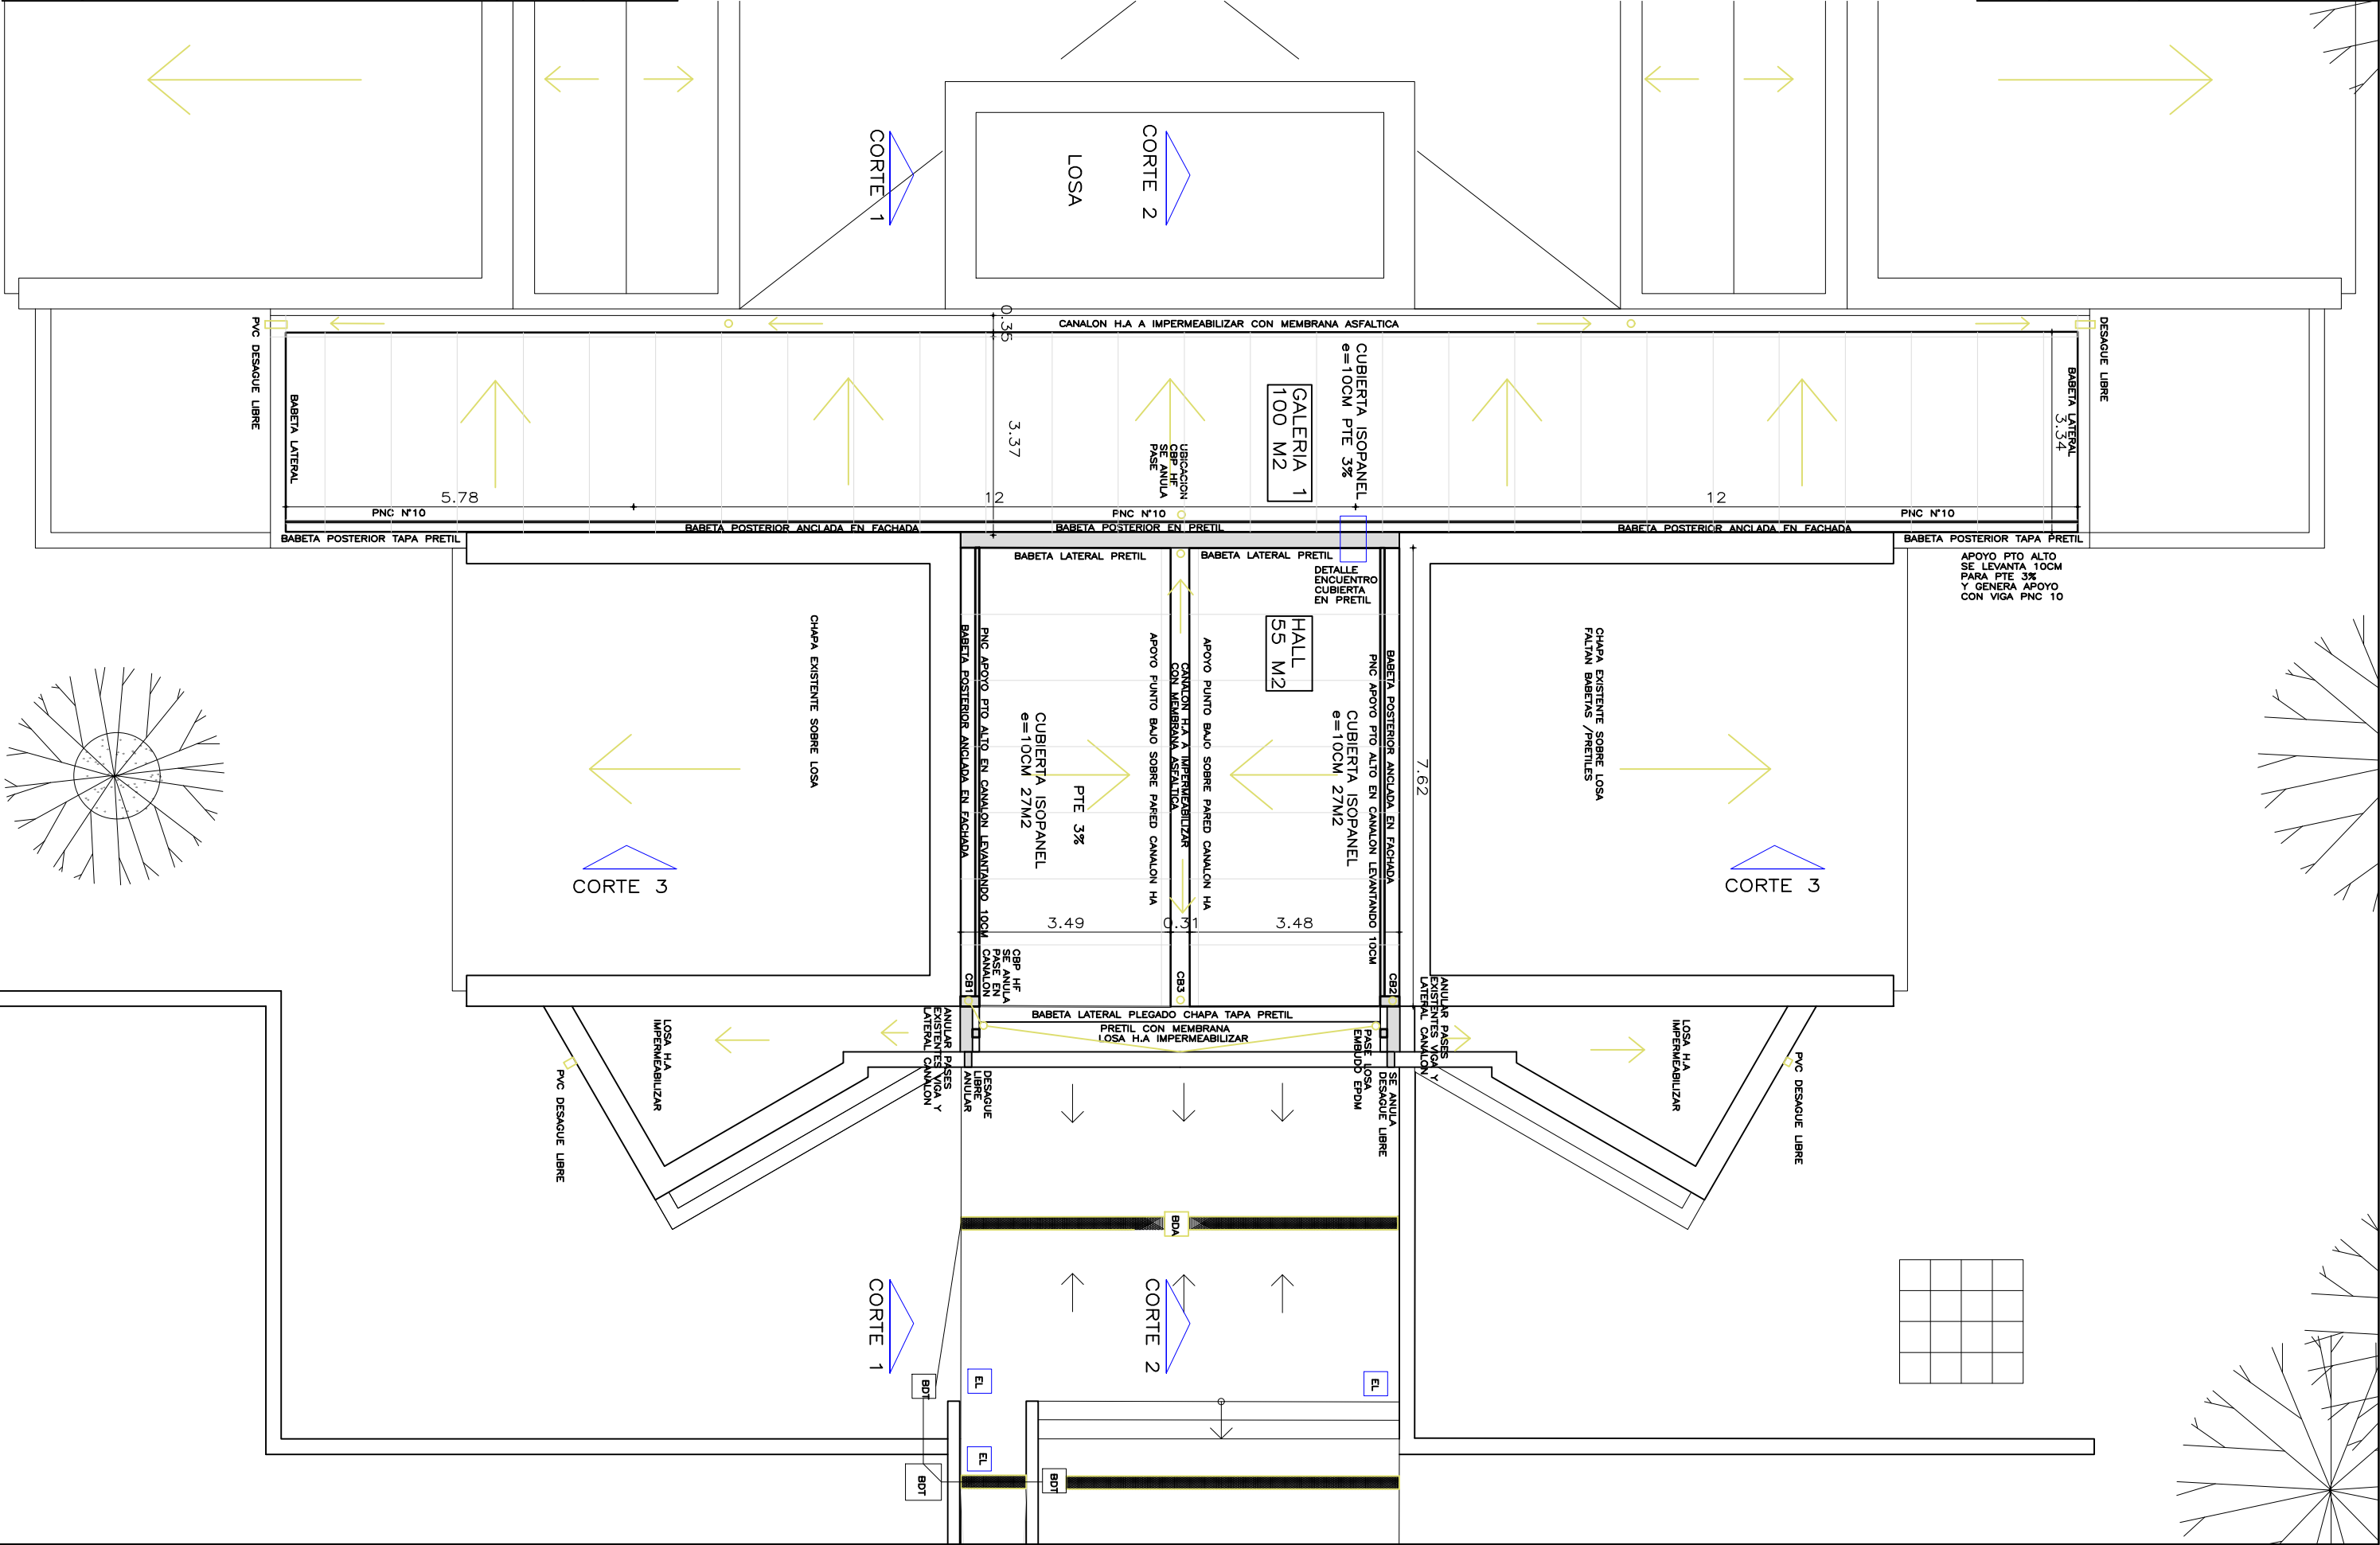 CORTE 1
LOSA
CORTE 2
PVC DESAGUE LIBRE
0.35
CANALON H.A A IMPERMEABILIZAR CON MEMBRANA ASFALTICA
DESAGUE LIBRE
BABETA LATERAL
3.37
UBICACION
CBP HF
SE ANULA
PASE
GALERIA 1
100 M2
CUBIERTA ISOPANEL
e=10CM PTE 3%
BABETA LATERAL
3.34
5.78
12
12
PNC N°10
PNC N°10
PNC N°10
BABETA POSTERIOR ANCLADA EN FACHADA
BABETA POSTERIOR EN PRETIL
BABETA POSTERIOR ANCLADA EN FACHADA
BABETA POSTERIOR TAPA PRETIL
BABETA POSTERIOR TAPA PRETIL
BABETA LATERAL PRETIL
BABETA LATERAL PRETIL
APOYO PTO ALTO
SE LEVANTA 10CM
PARA PTE 3%
Y GENERA APOYO
CON VIGA PNC 10
DETALLE
ENCUENTRO
CUBIERTA
EN PRETIL
CHAPA EXISTENTE SOBRE LOSA
BABETA POSTERIOR ANCLADA EN FACHADA
PNC APOYO PTO ALTO EN CANALON LEVANTANDO 10CM
CUBIERTA ISOPANEL
e=10CM 27M2
PTE 3%
APOYO PUNTO BAJO SOBRE PARED CANALON HA
CANALON H.A A IMPERMEABILIZAR
CON MEMBRANA ASFALTICA
APOYO PUNTO BAJO SOBRE PARED CANALON HA
HALL
55 M2
CUBIERTA ISOPANEL
e=10CM 27M2
PNC APOYO PTO ALTO EN CANALON LEVANTANDO 10CM
BABETA POSTERIOR ANCLADA EN FACHADA
7.62
CHAPA EXISTENTE SOBRE LOSA
FALTAN BABETAS /PRETILES
CORTE 3
CORTE 3
3.49
0.31
3.48
CBP HF
SE ANULA
PASE EN
CANALON
CB1
CB3
CB2
BABETA LATERAL PLEGADO CHAPA TAPA PRETIL
PRETIL CON MEMBRANA
LOSA H.A IMPERMEABILIZAR
ANULAR PASES
EXISTENTES VIGA Y
LATERAL CANALON
ANULAR PASES
EXISTENTES VIGA Y
LATERAL CANALON
LOSA H.A
IMPERMEABILIZAR
LOSA H.A
IMPERMEABILIZAR
PVC DESAGUE LIBRE
PVC DESAGUE LIBRE
DESAGUE
LIBRE
ANULAR
PASE LOSA
EMBUDO EPDM
SE ANULA
DESAGUE LIBRE
BDA
CORTE 1
CORTE 2
BDT
EL
EL
EL
BDT
BDT